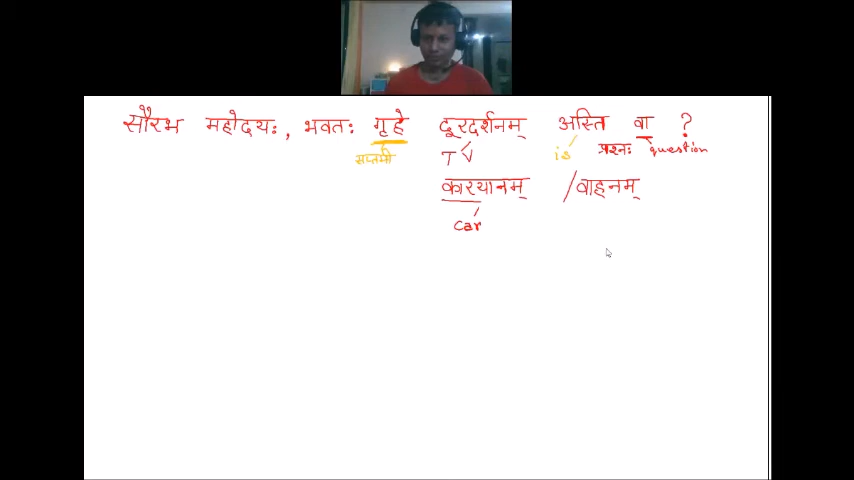 सौरभ महोदयः, भवतः गृहे दूरदर्शनम् अस्ति वा ?
सप्तमी TV is प्रश्नः question
कारयानम् /वाहनम्
car